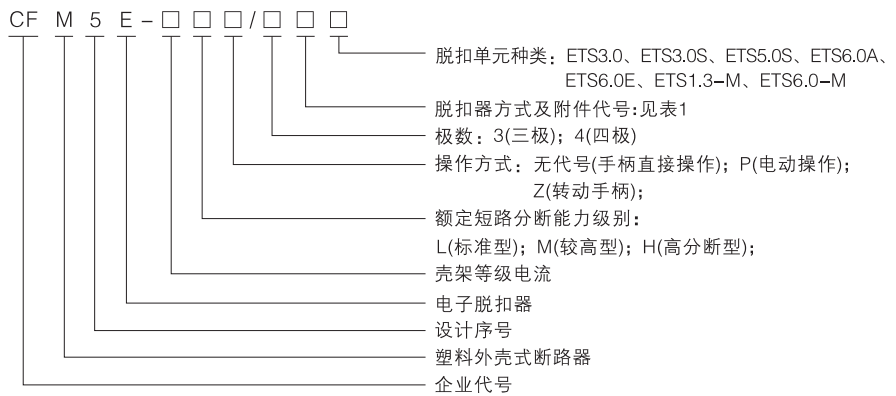 CF M 5 E-□□□/□□□
脱扣单元种类：ETS3.0、ETS3.0S、ETS5.0S、ETS6.0A、
ETS6.0E、ETS1.3-M、ETS6.0-M
脱扣器方式及附件代号:见表1
极数：3(三极)；4(四极)
操作方式：无代号(手柄直接操作)；P(电动操作)；
Z(转动手柄)；
额定短路分断能力级别：
L(标准型)；M(较高型)；H(高分断型)；
壳架等级电流
电子脱扣器
设计序号
塑料外壳式断路器
企业代号